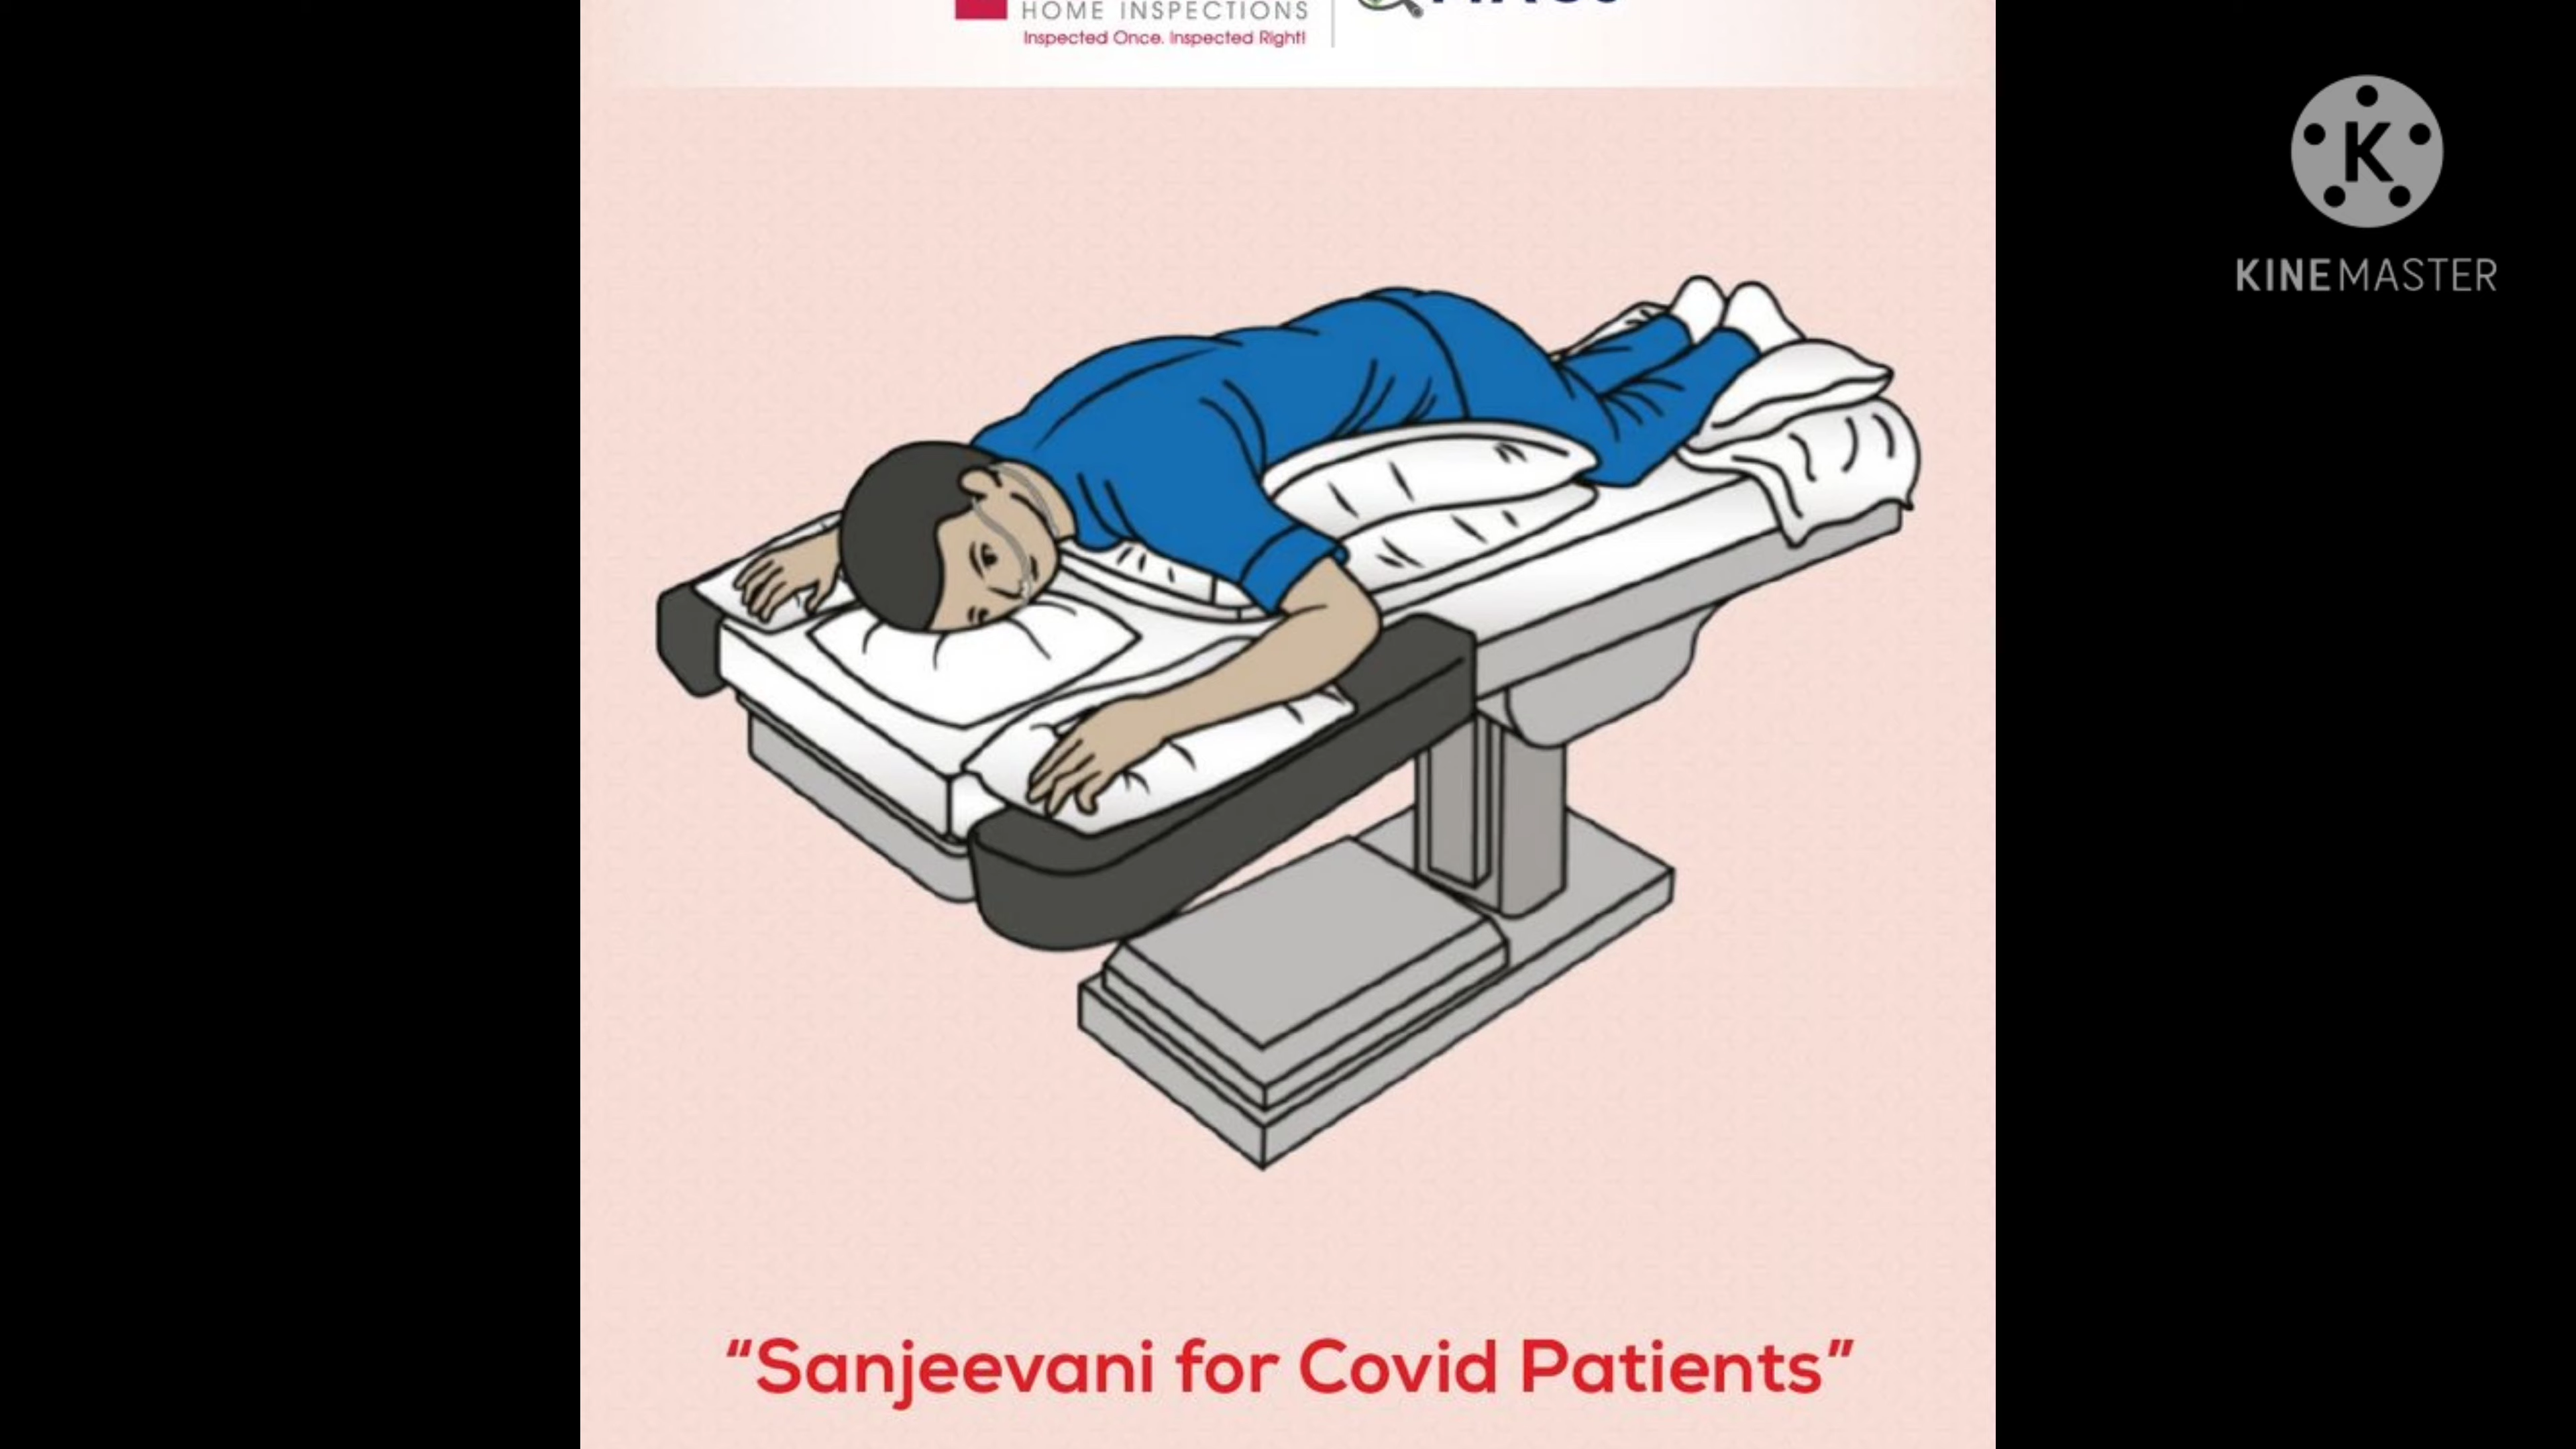 HOME INSPECTIONS
Inspected Once. Inspected Right!
K
KINEMASTER
“Sanjeevani for Covid Patients”